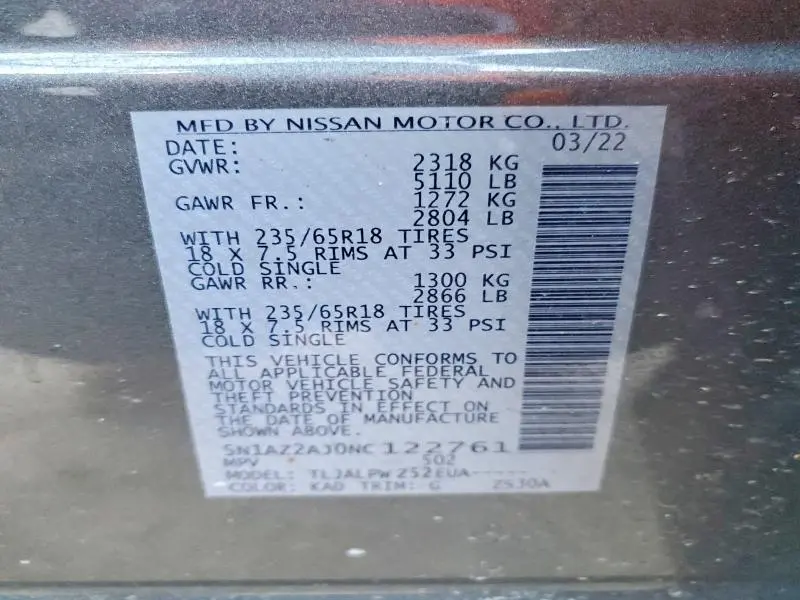 MFD BY NISSAN MOTOR CO., LTD.
DATE: 03/22
GVWR: 2318 KG
5110 LB
GAWR FR.: 1272 KG
2804 LB
WITH 235/65R18 TIRES
18 X 7.5 RIMS AT 33 PSI
COLD SINGLE
GAWR RR.: 1300 KG
2866 LB
WITH 235/65R18 TIRES
18 X 7.5 RIMS AT 33 PSI
COLD SINGLE
THIS VEHICLE CONFORMS TO
ALL APPLICABLE FEDERAL
MOTOR VEHICLE SAFETY AND
THEFT PREVENTION
STANDARDS IN EFFECT ON
THE DATE OF MANUFACTURE
SHOWN ABOVE.
5N1AZ2AJ0NC122761
MPV 502
MODEL: TLJALPWZ52EUA-----
COLOR: KAD TRIM: G ZS30A